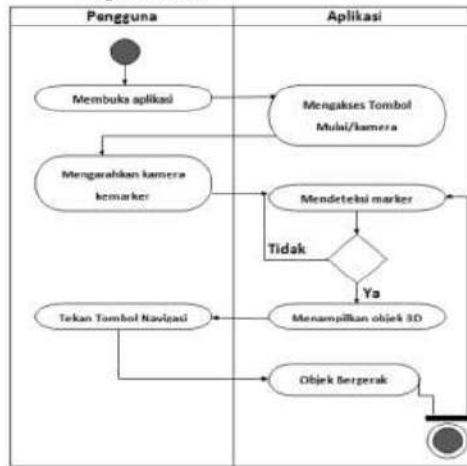 Pengguna
Aplikasi
Membuka aplikasi
Mengakses Tombol
Mulai/kamera
Mengarahkan kamera
kemarker
Mendeteksi marker
Tidak
Ya
Tekan Tombol Navigasi
Menampilkan objek 3D
Objek Bergerak